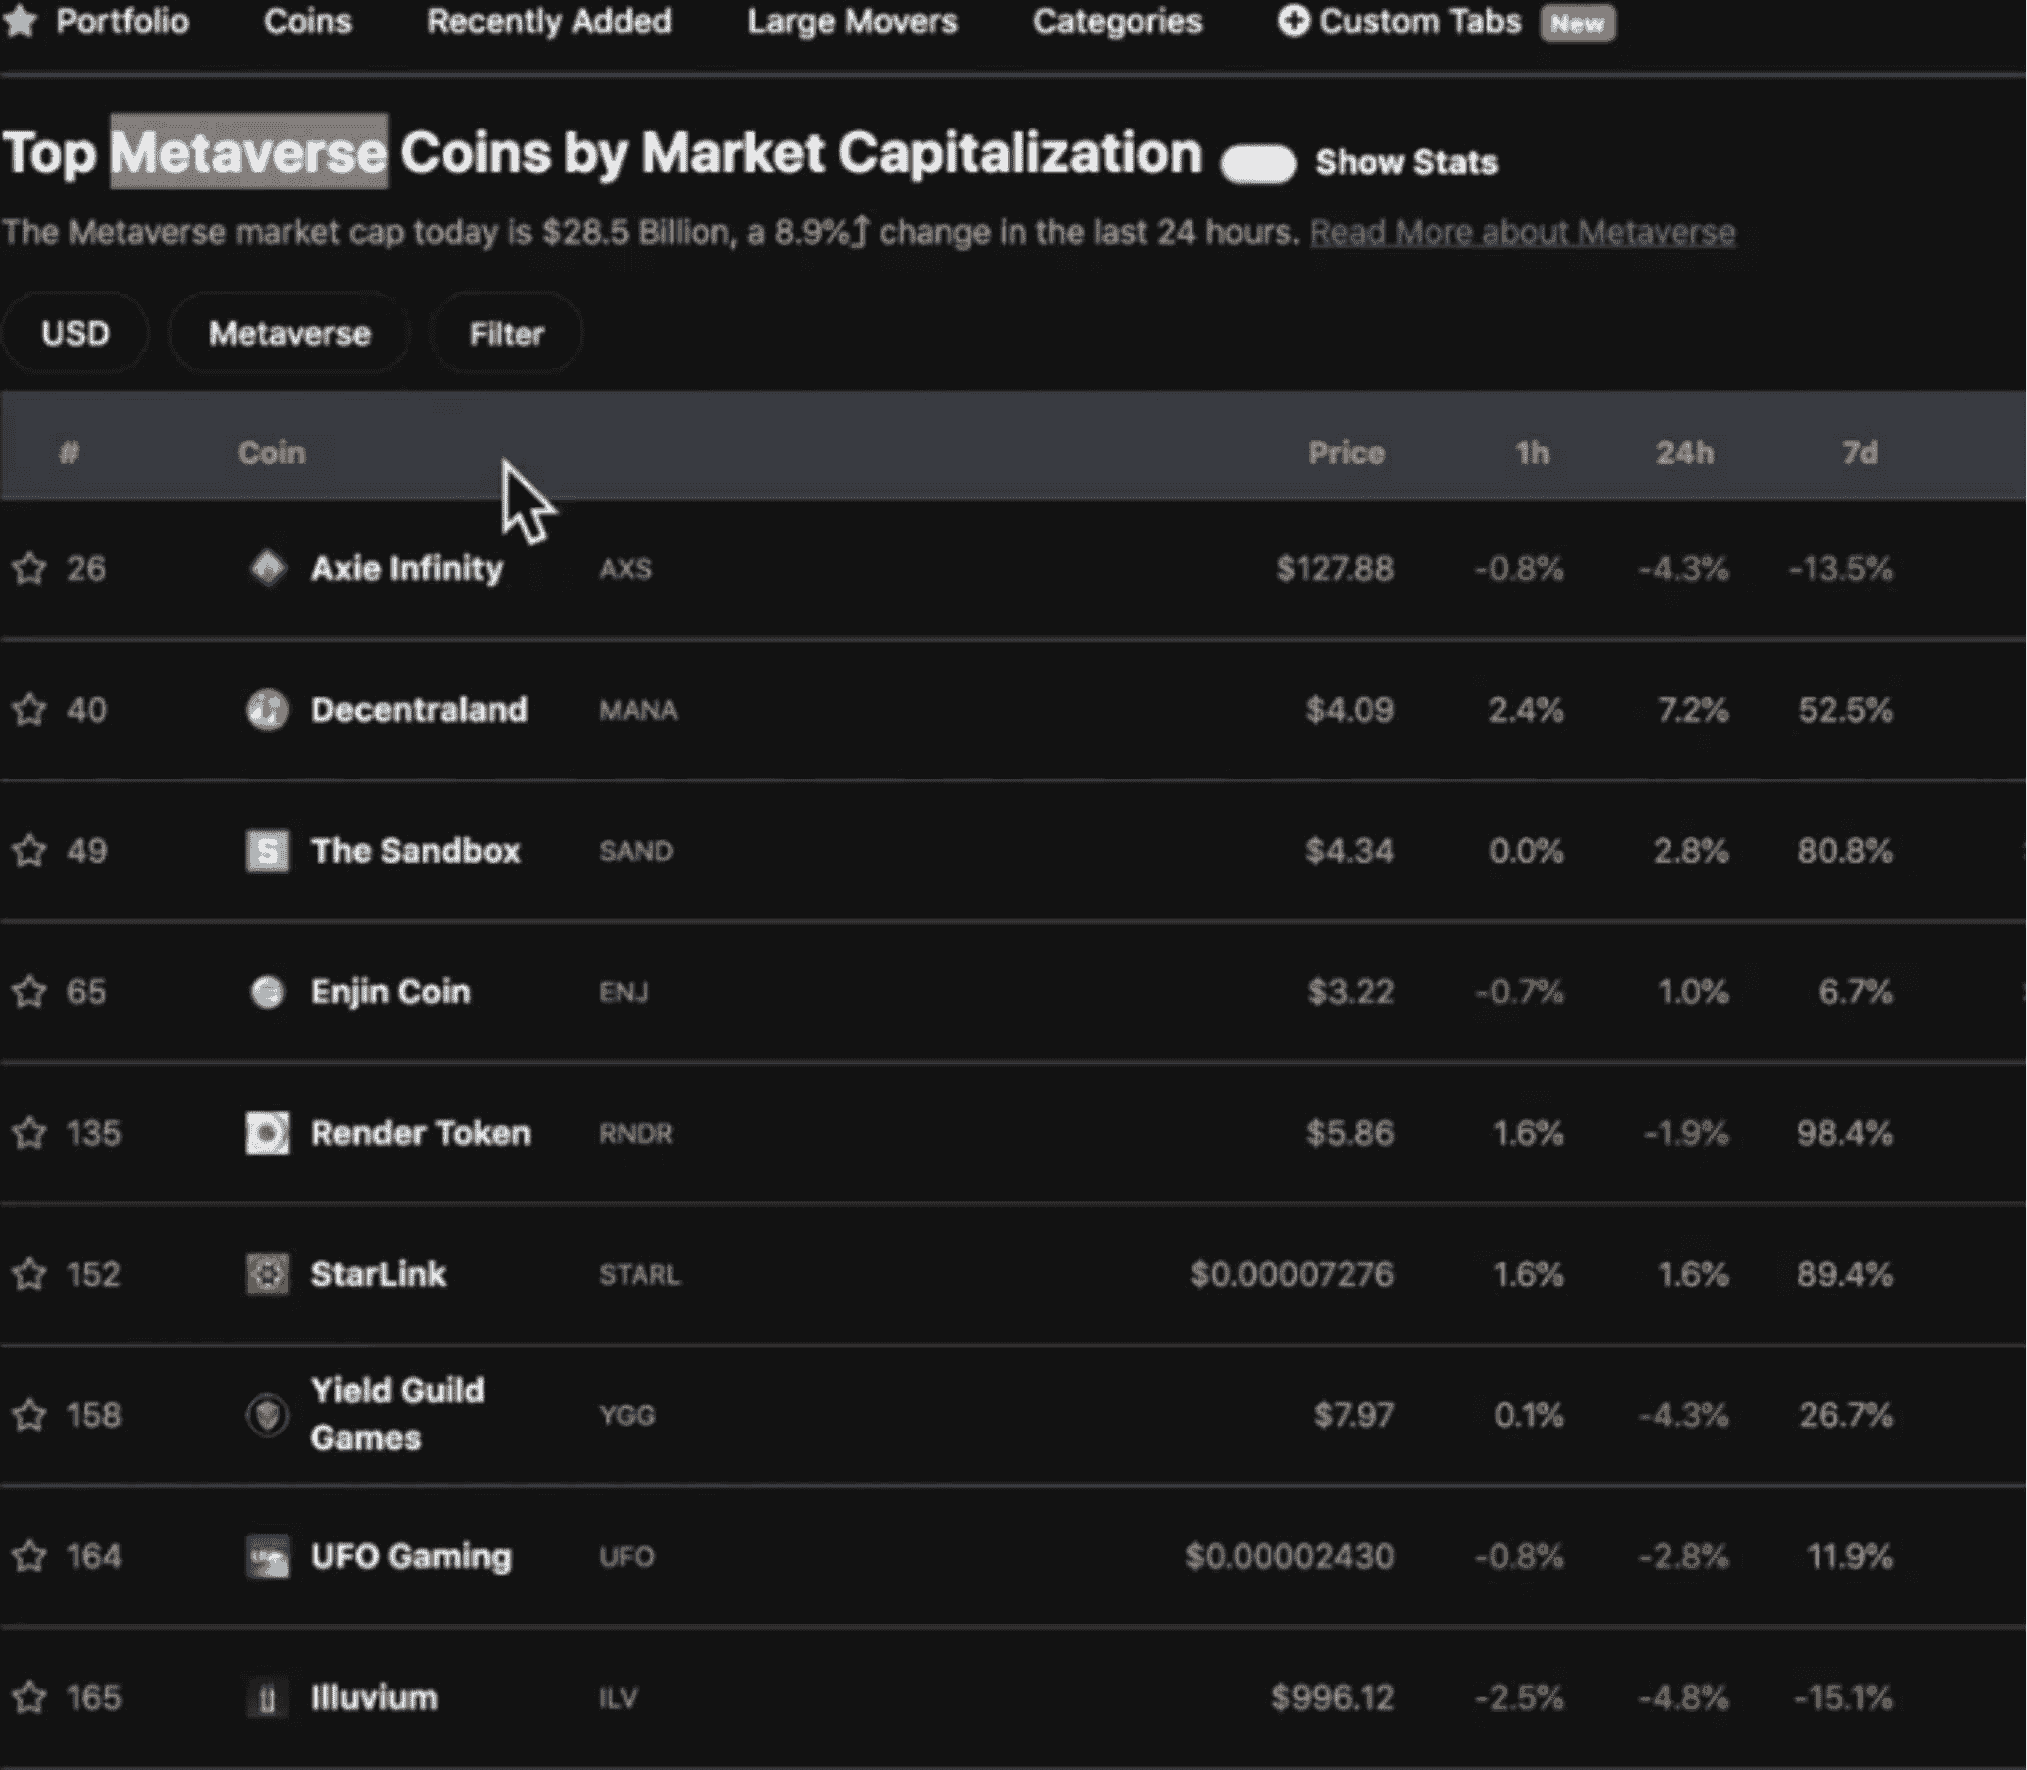 Portfolio Coins Recently Added Large Movers Categories Custom Tabs New
Top Metaverse Coins by Market Capitalization Show Stats
The Metaverse market cap today is $28.5 Billion, a 8.9% change in the last 24 hours. Read More about Metaverse
USD Metaverse Filter
# Coin Price 1h 24h 7d
26 Axie Infinity AXS $127.88 -0.8% -4.3% -13.5%
40 Decentraland MANA $4.09 2.4% 7.2% 52.5%
49 S The Sandbox SAND $4.34 0.0% 2.8% 80.8%
65 Enjin Coin ENJ $3.22 -0.7% 1.0% 6.7%
135 Render Token RNDR $5.86 1.6% -1.9% 98.4%
152 StarLink STARL $0.00007276 1.6% 1.6% 89.4%
158 Yield Guild
Games YGG $7.97 0.1% -4.3% 26.7%
164 UFO Gaming UFO $0.00002430 -0.8% -2.8% 11.9%
165 Illuvium ILV $996.12 -2.5% -4.8% -15.1%